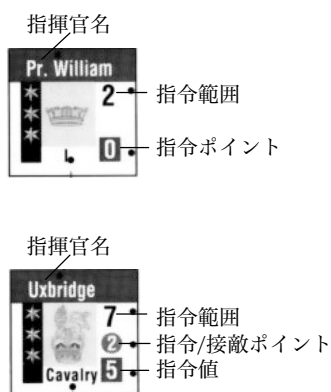 指揮官名
Pr. William
2 指令範囲
0 指令ポイント
I
指揮官名
Uxbridge
7 指令範囲
2 指令/接敵ポイント
Cavalry 5 指令値